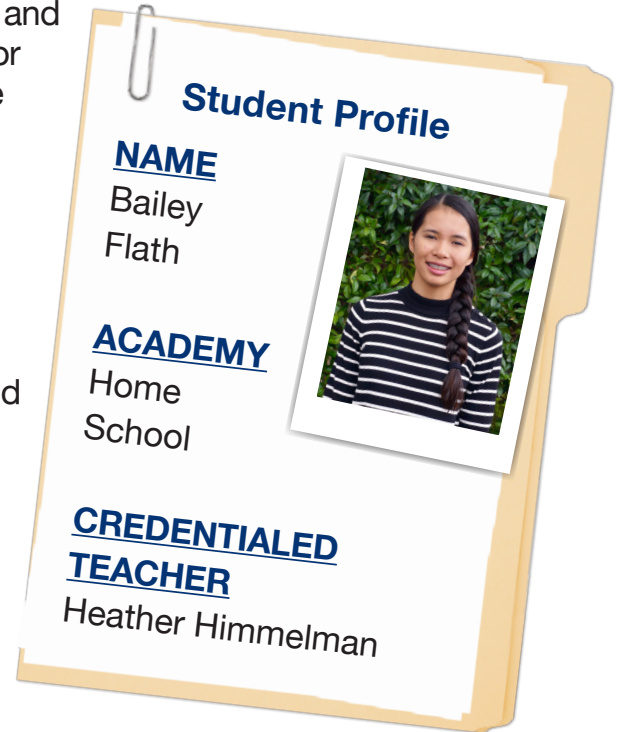 and
or
e
d
Student Profile
NAME
Bailey
Flath
ACADEMY
Home
School
CREDENTIALED
TEACHER
Heather Himmelman